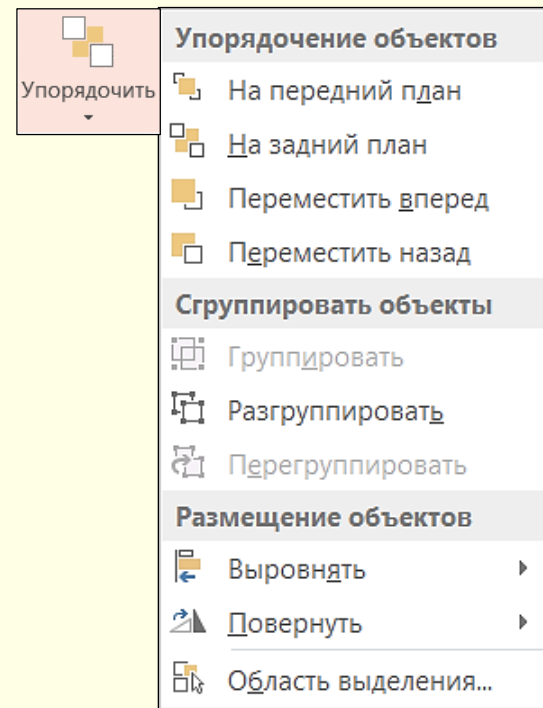 Упорядочить
Упорядочение объектов
На передний план
На задний план
Переместить вперед
Переместить назад
Сгруппировать объекты
Группировать
Разгруппировать
Перегруппировать
Размещение объектов
Выровнять
Повернуть
Область выделения...